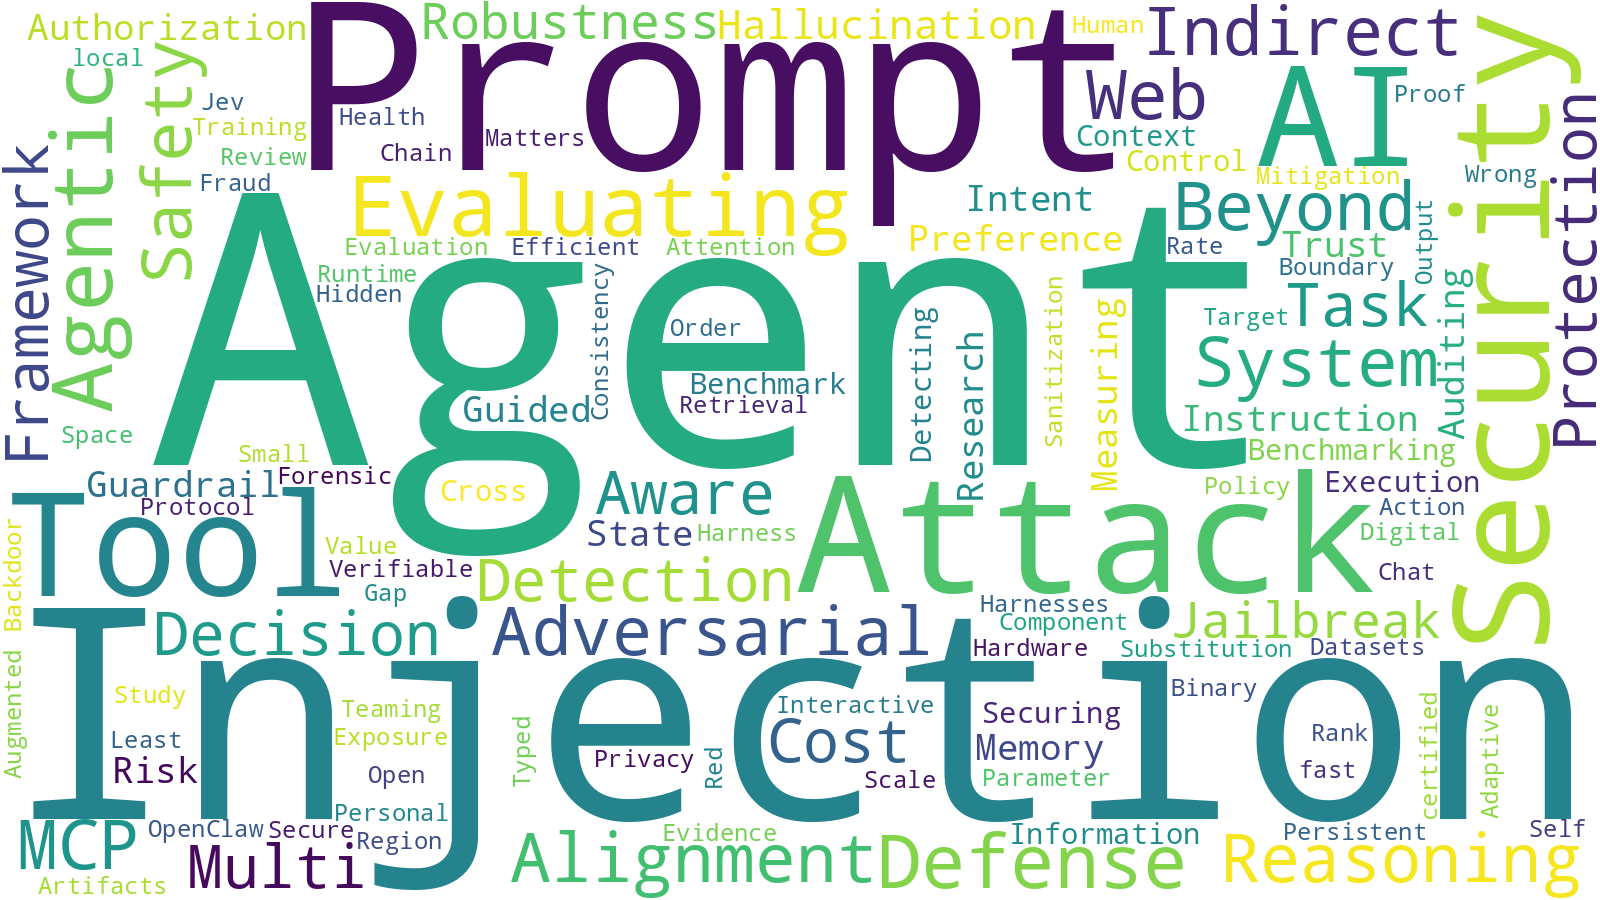 Authorization
Robustness
Hallucination
Human
Indirect
local
Prompt
Security
Agentic
Safety
Web
AI
Proof
Jev
Health
Training
Chain
Matters
Context
Review
Control
Protection
Framework
Fraud
Evaluating
Intent
Beyond
Mitigation
Wrong
Evaluation
Efficient
Attention
Preference
Rate
Trust
Output
Runtime
Hidden
Agent
Consistency
Order
Boundary
Detecting
Sanitization
Measuring
Target
Task
Auditing
Benchmark
Retrieval
Guided
Research
System
Space
Instruction
Small
Benchmarking
Guardrail
Forensic
Cross
Aware
Attack
Policy
Execution
Tool
Protocol
State
Harness
Action
Digital
Backdoor
Value
Verifiable
Detection
Gap
Chat
Injection
Decision
Adversarial
Harnesses
Component
Jailbreak
Hardware
Substitution
Datasets
Augmented
Study
Teaming
Interactive
Securing
Binary
certified
Adaptive
Least
Exposure
Typed
Privacy
Red
Cost
Memory
Rank
Risk
Open
Scale
Parameter
fast
Personal
MCP
OpenClaw
Secure
Region
Evidence
Information
Persistent
Self
Artifacts
Multi
Alignment
Defense
Reasoning